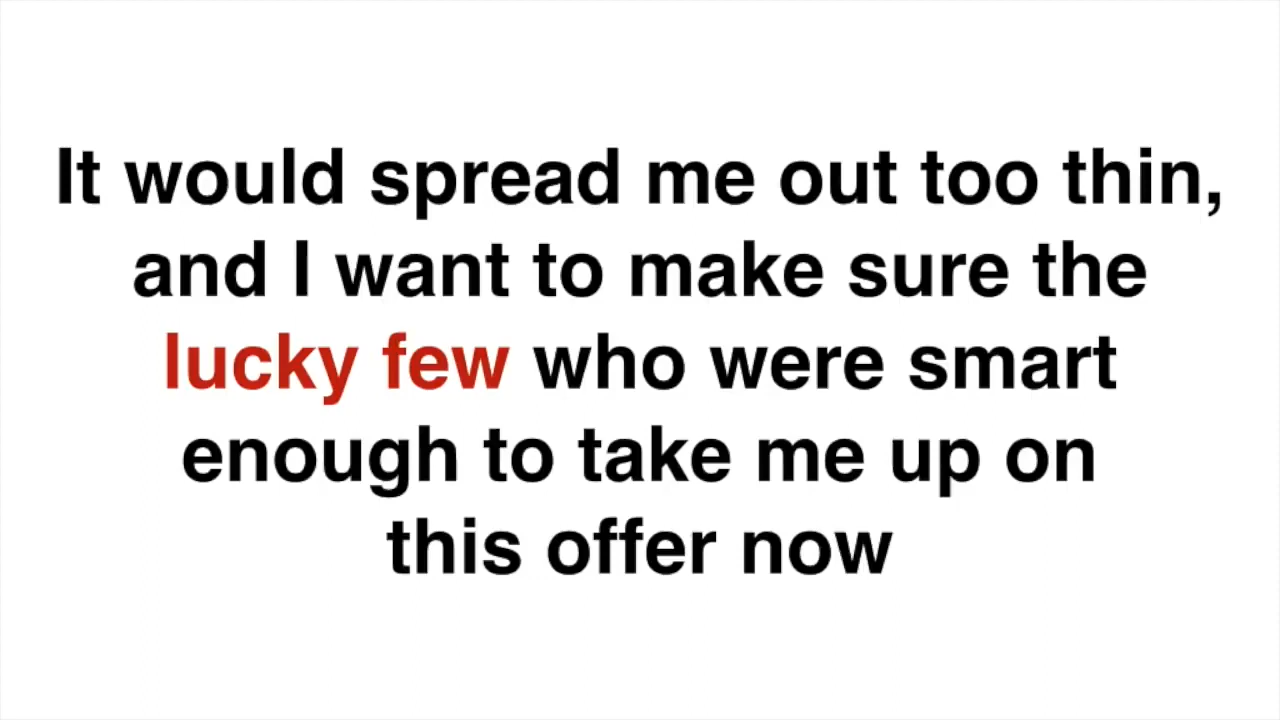 It would spread me out too thin,
and I want to make sure the
lucky few who were smart
enough to take me up on
this offer now